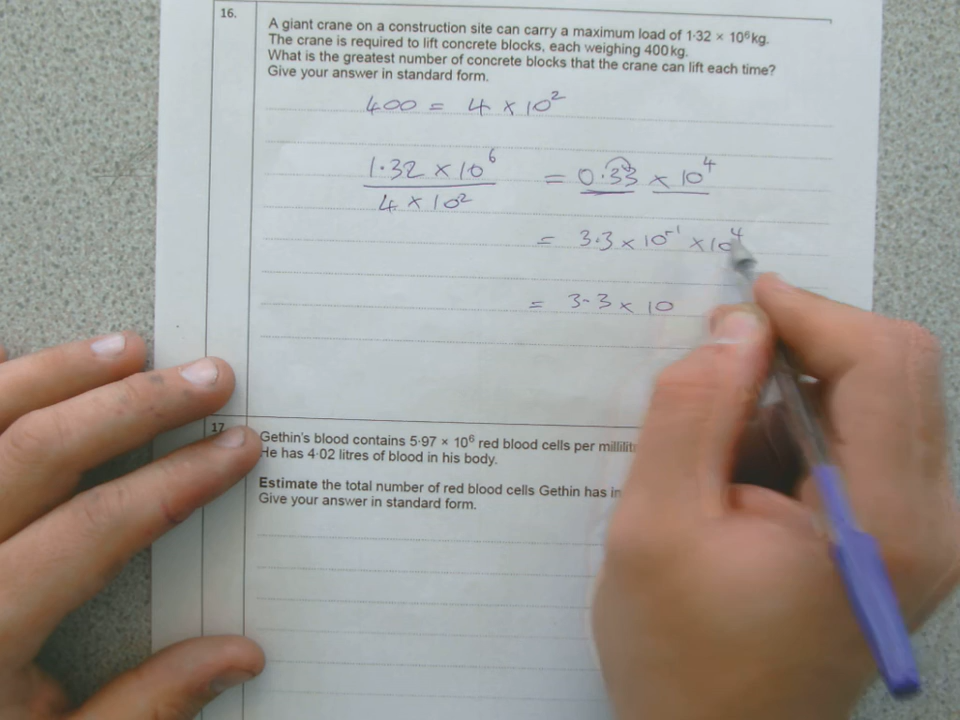 16.
A giant crane on a construction site can carry a maximum load of 1·32 × 10⁶ kg.
The crane is required to lift concrete blocks, each weighing 400 kg.
What is the greatest number of concrete blocks that the crane can lift each time?
Give your answer in standard form.
400 = 4 × 10²
1·32 × 10⁶ / 4 × 10² = 0·33 × 10⁴
= 3·3 × 10⁻¹ × 10⁴
= 3·3 × 10
17
Gethin's blood contains 5·97 × 10⁶ red blood cells per
He has 4·02 litres of blood in his body.
Estimate the total number of red blood cells Gethin has in
Give your answer in standard form.